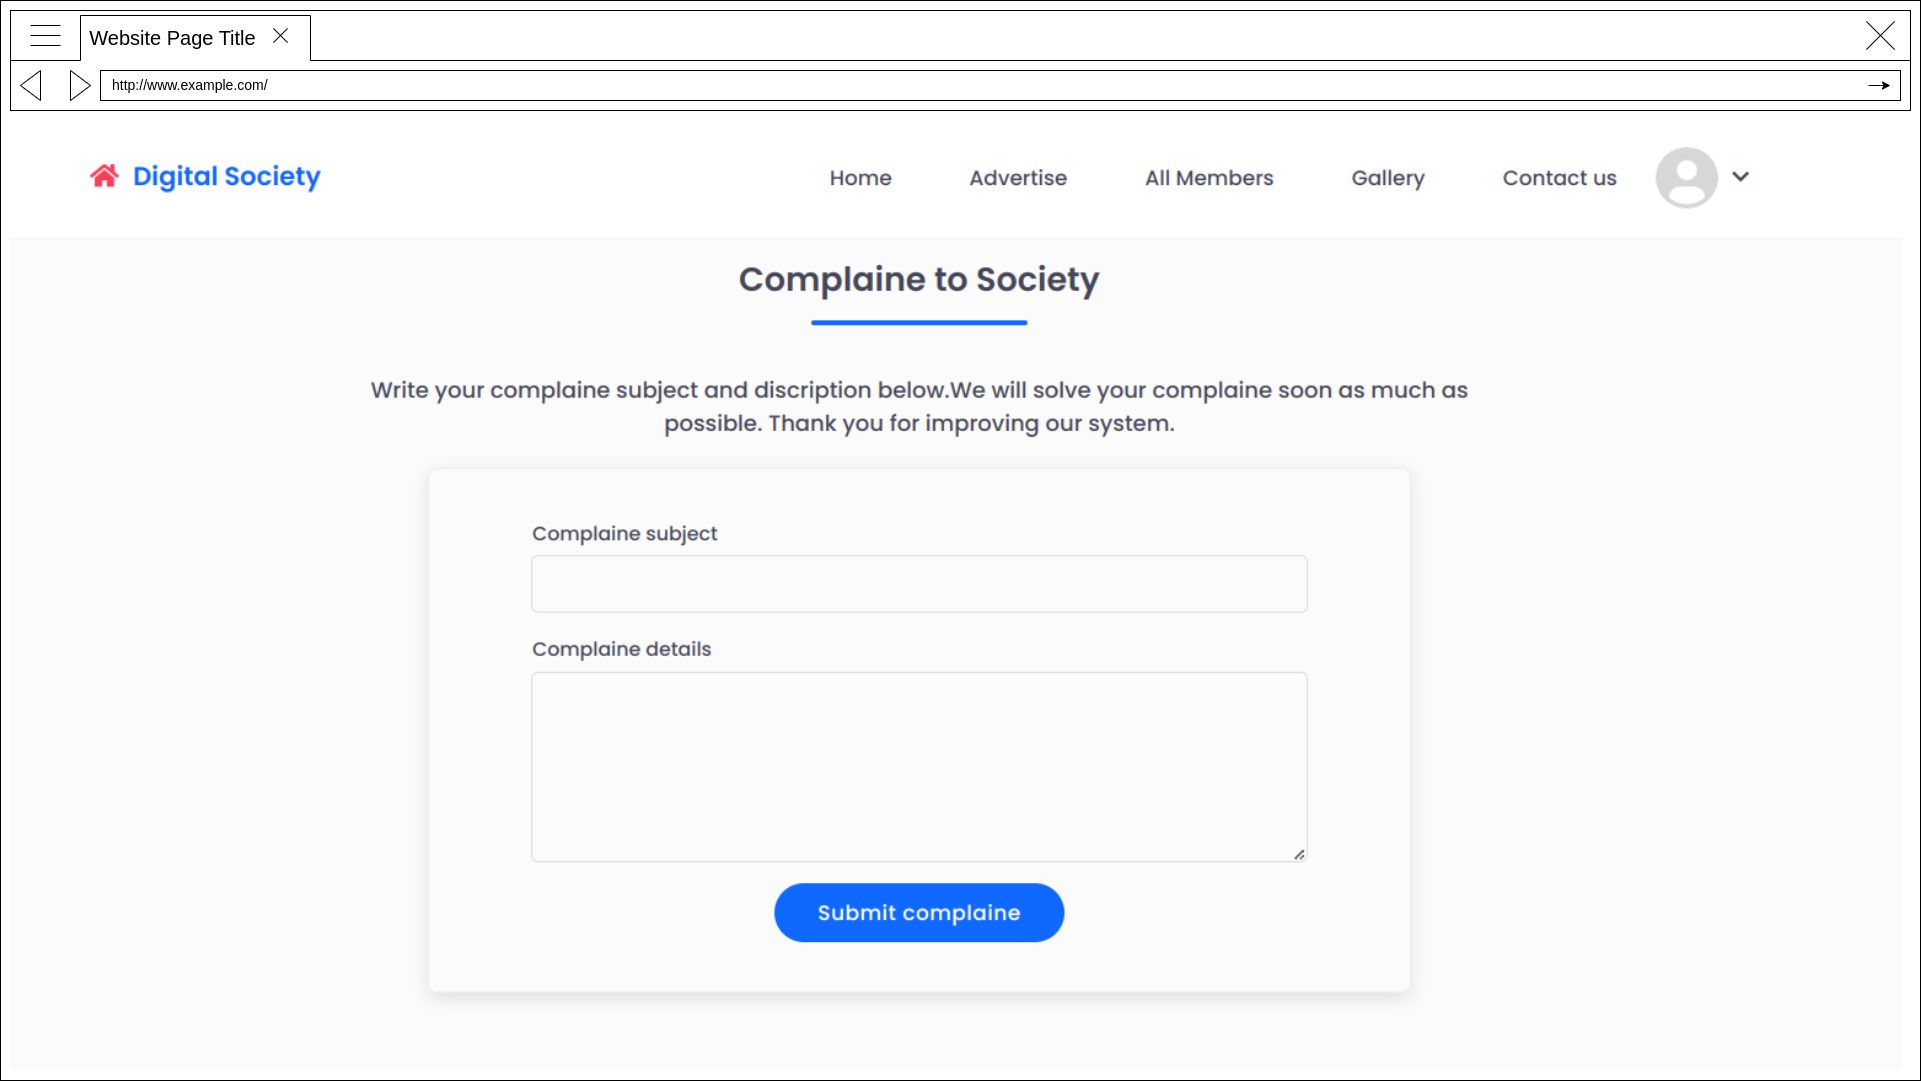 Website Page Title
http://www.example.com/
Digital Society
Home
Advertise
All Members
Gallery
Contact us
Complaine to Society
Write your complaine subject and discription below.We will solve your complaine soon as much as
possible. Thank you for improving our system.
Complaine subject
Complaine details
Submit complaine